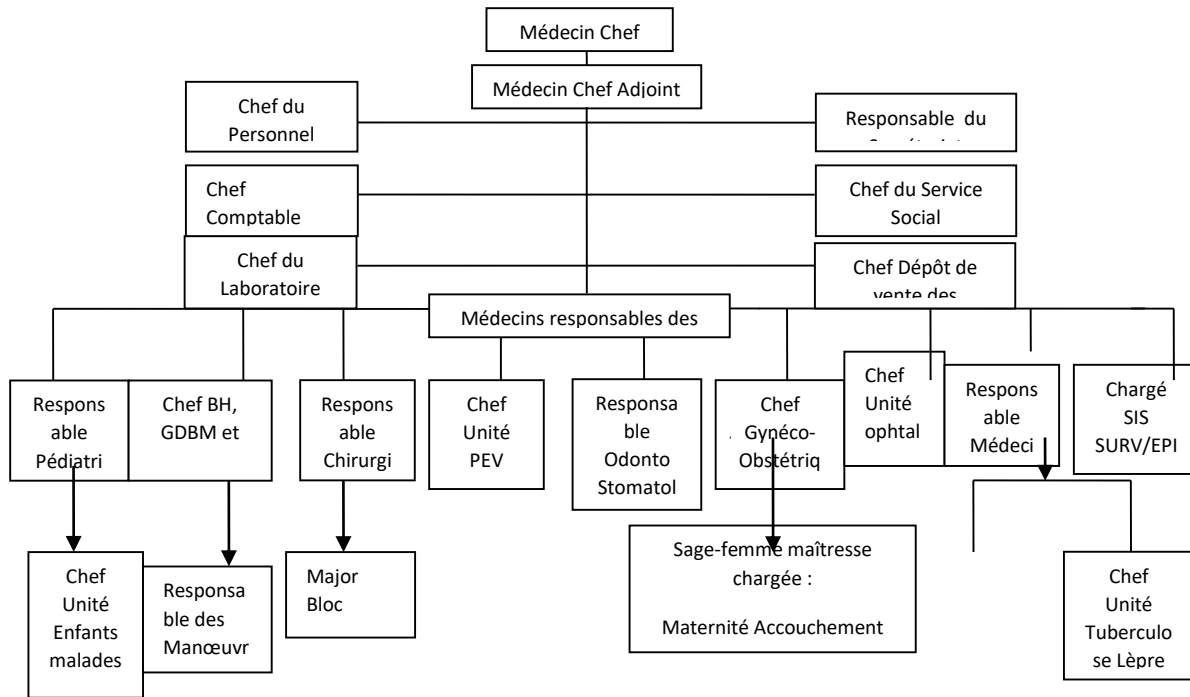 Médecin Chef
Médecin Chef Adjoint
Chef du
Personnel
Responsable du
Chef
Comptable
Chef du Service
Social
Chef du
Laboratoire
Chef Dépôt de
vente des
Médecins responsables des
Respons
able
Pédiatri
Chef BH,
GDBM et
Respons
able
Chirurgi
Chef
Unité
PEV
Responsa
ble
Odonto
Stomatol
Chef
Gynéco-
Obstétriq
Chef
Unité
ophtal
Respons
able
Médeci
Chargé
SIS
SURV/EPI
Chef
Unité
Enfants
malades
Responsa
ble des
Manœuvr
Major
Bloc
Sage-femme maîtresse
chargée :
Maternité Accouchement
Chef
Unité
Tuberculo
se Lèpre